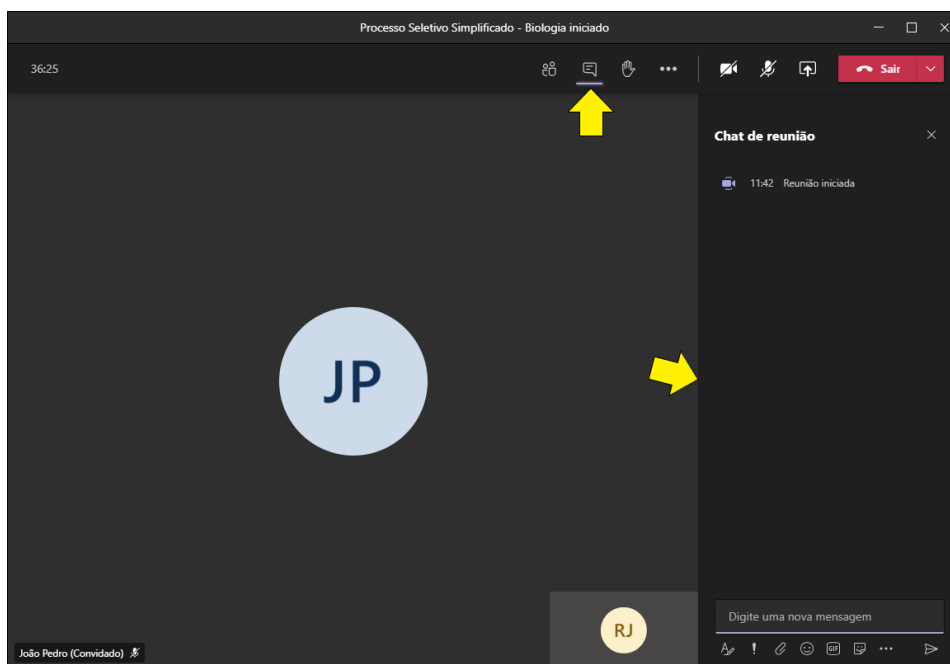 Processo Seletivo Simplificado - Biologia iniciado
36:25
Sair
Chat de reunião
11:42 Reunião iniciada
JP
RJ
João Pedro (Convidado)
Digite uma nova mensagem
GIF